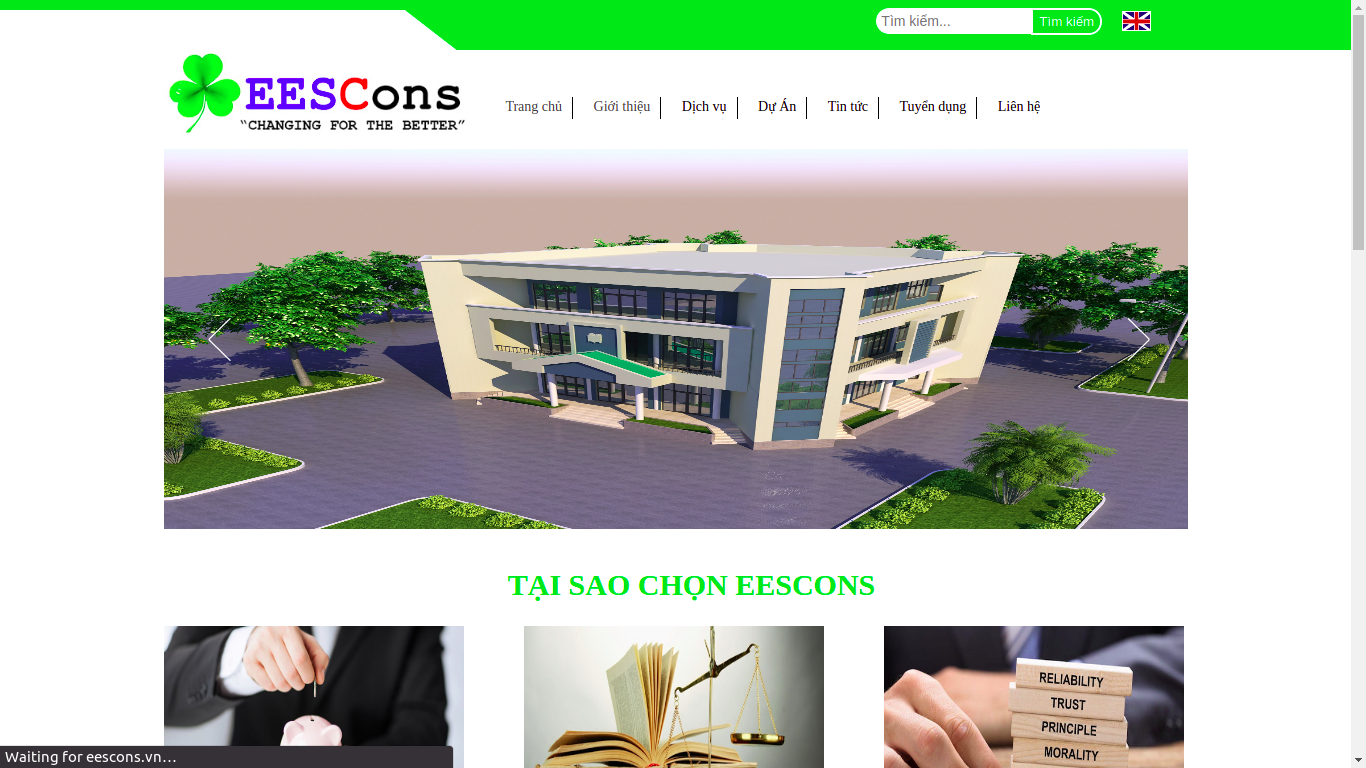 Tìm kiếm...
Tìm kiếm
EESCons
“CHANGING FOR THE BETTER”
Trang chủ
Giới thiệu
Dịch vụ
Dự Án
Tin tức
Tuyển dụng
Liên hệ
TẠI SAO CHỌN EESCONS
RELIABILITY
TRUST
PRINCIPLE
MORALITY
Waiting for eescons.vn…